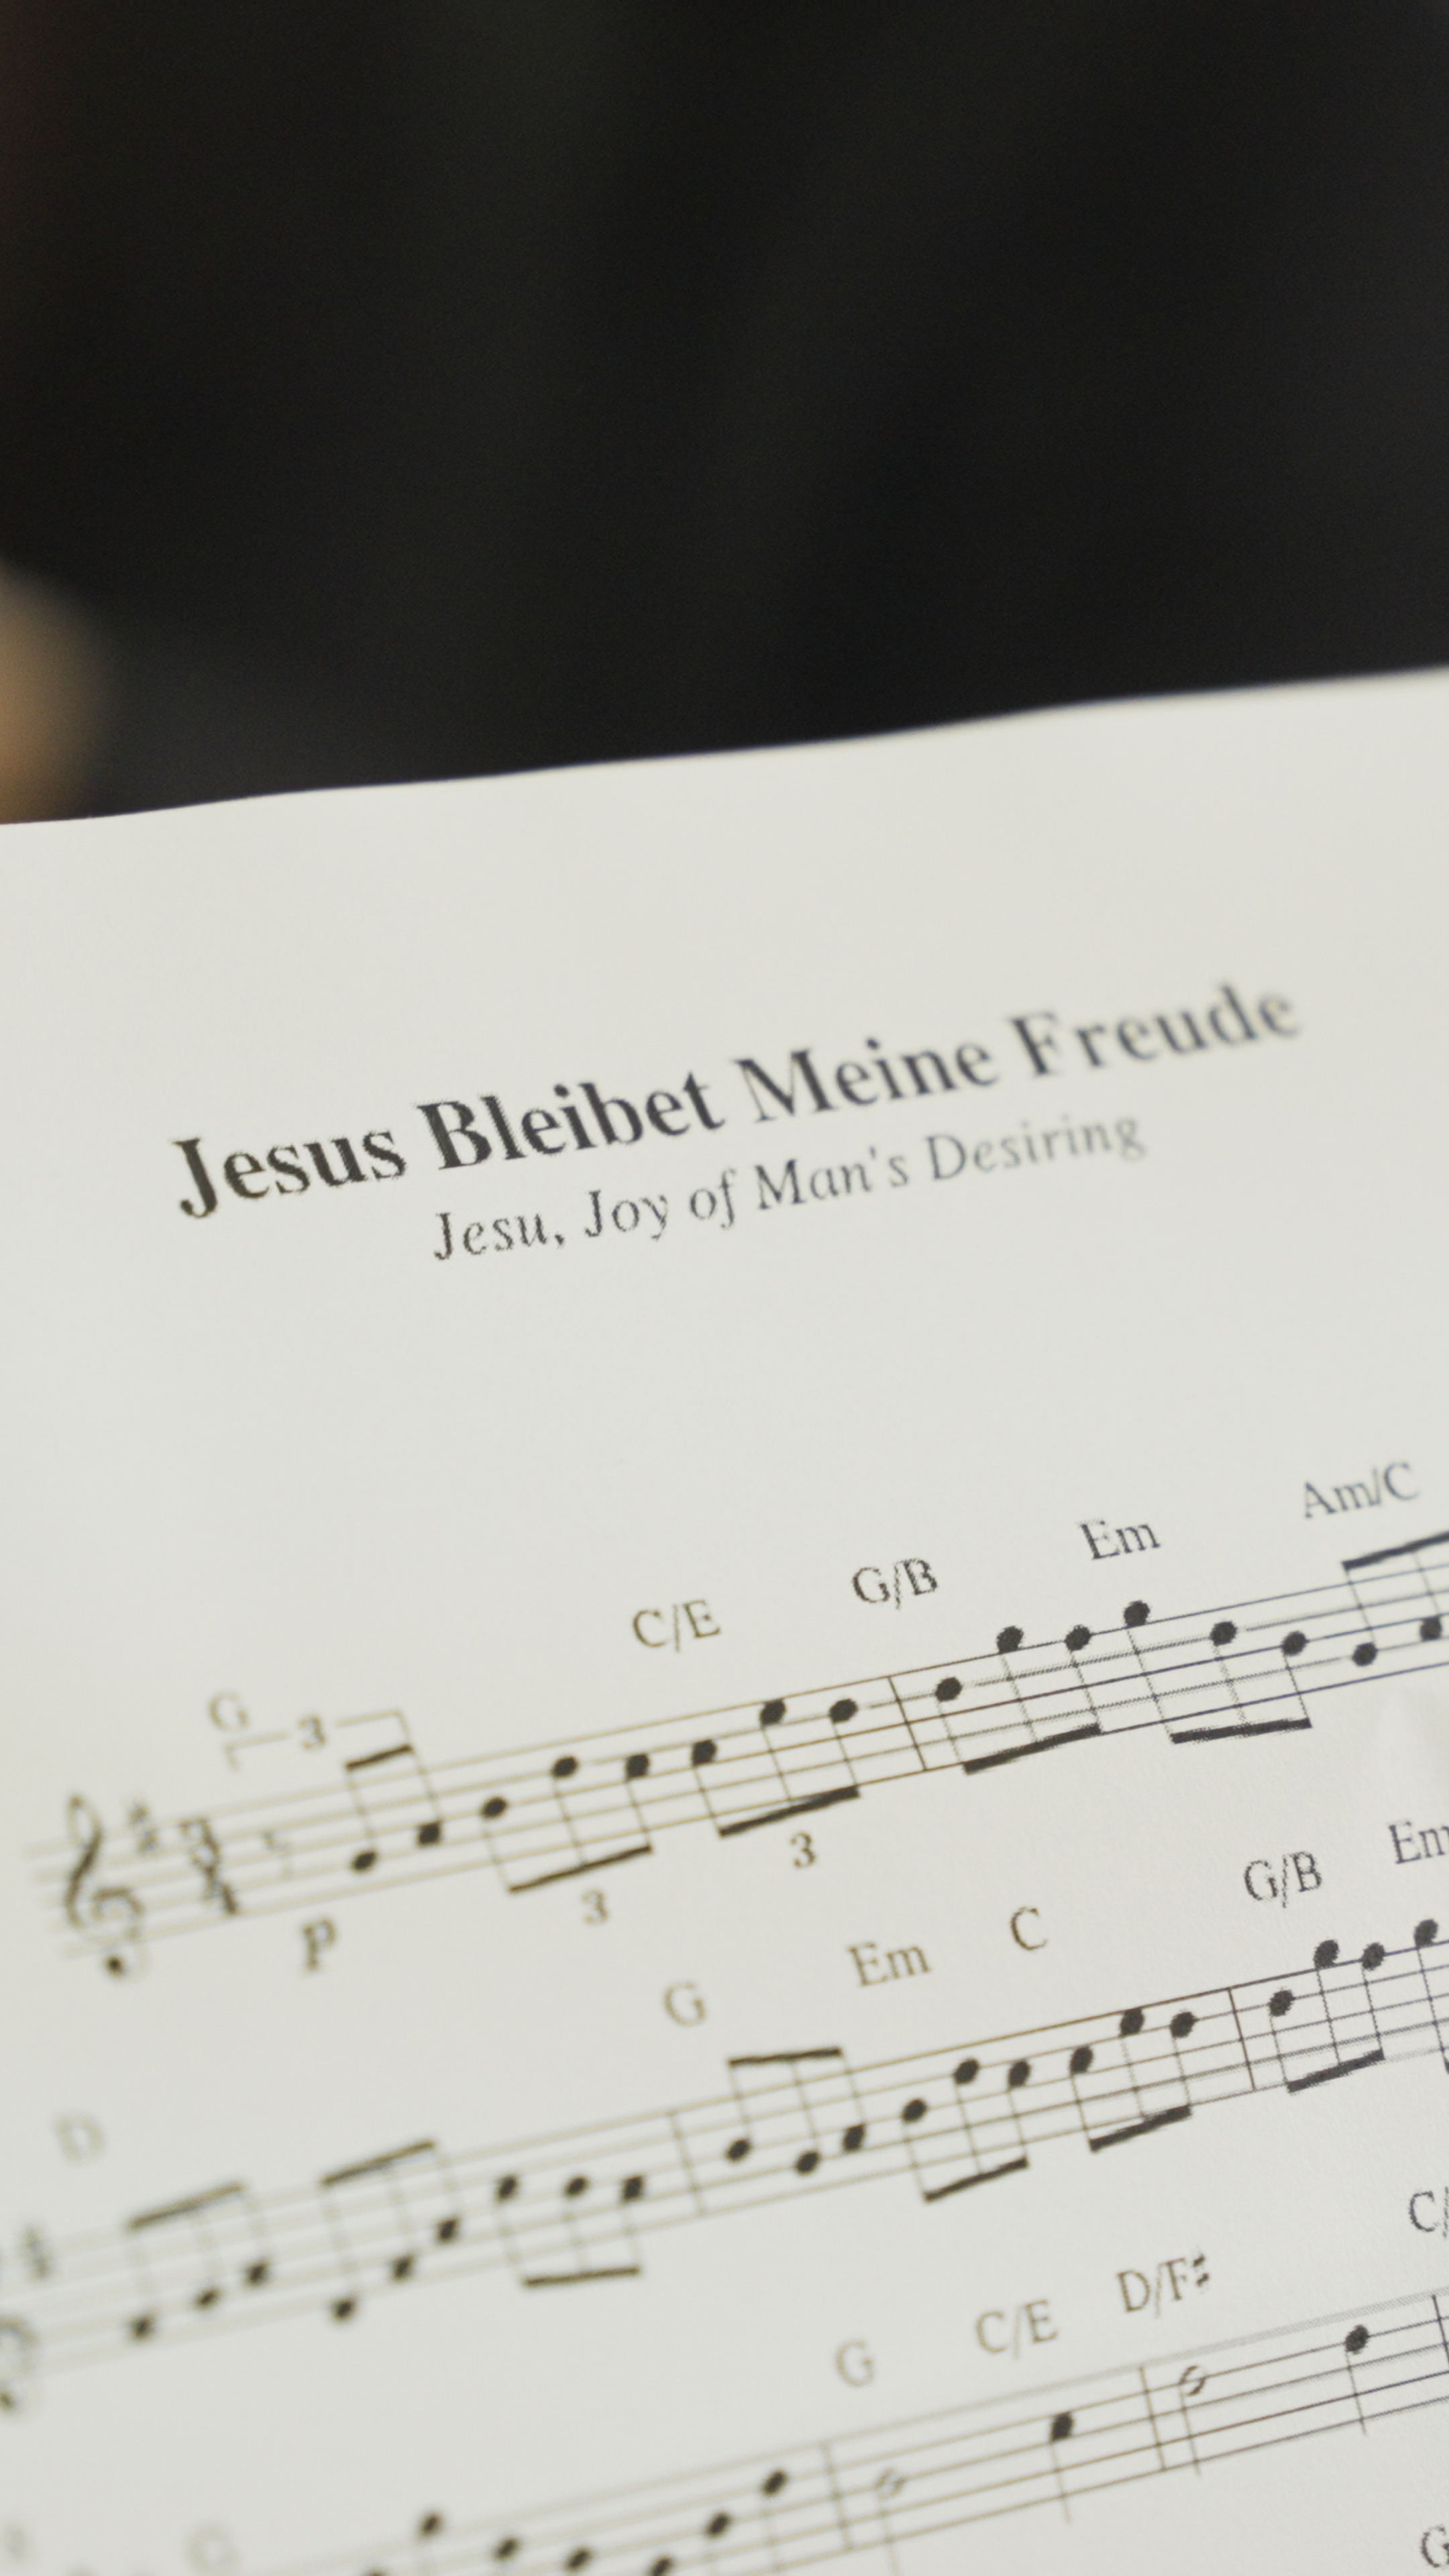 Jesus Bleibet Meine Freude
Jesu, Joy of Man's Desiring
G C/E G/B Em Am/C
3
3 3
p
D G Em C G/B Em
G C/E D/F♯
G